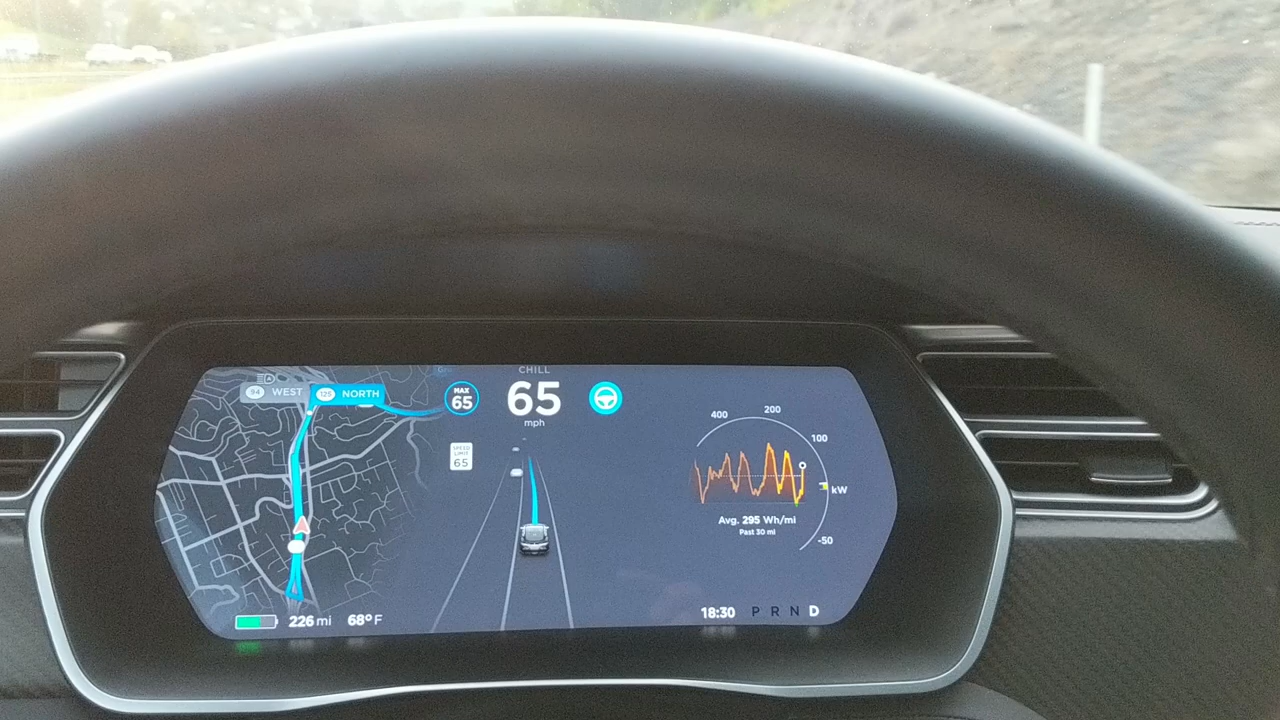 CHILL
94 WEST
125 NORTH
MAX
65
65
mph
SPEED
LIMIT
65
400
200
100
kW
-50
Avg. 295 Wh/mi
Past 30 mi
226 mi
68° F
18:30
P R N D